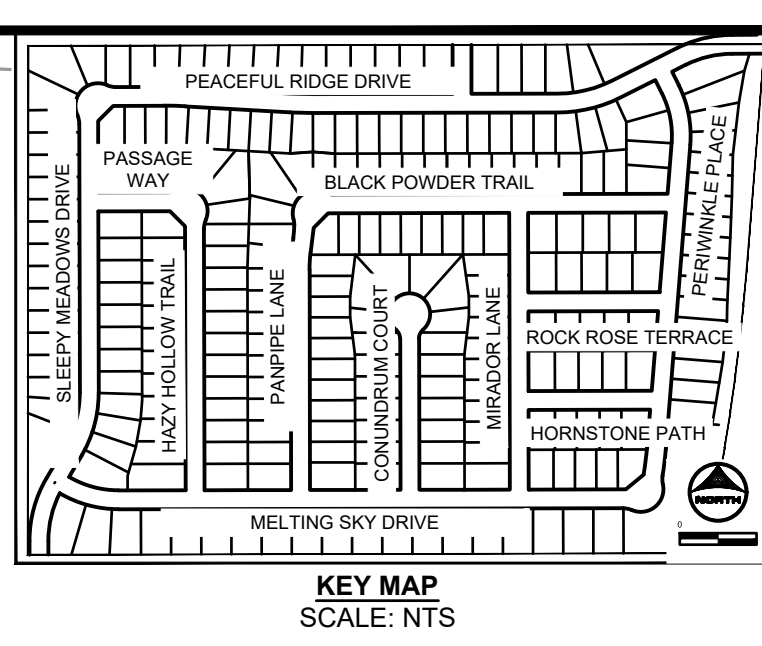 PEACEFUL RIDGE DRIVE
PASSAGE
WAY
BLACK POWDER TRAIL
PERIWINKLE PLACE
SLEEPY MEADOWS DRIVE
HAZY HOLLOW TRAIL
PANPIPE LANE
CONUNDRUM COURT
MIRADOR LANE
ROCK ROSE TERRACE
HORNSTONE PATH
MELTING SKY DRIVE
NORTH
0
KEY MAP
SCALE: NTS